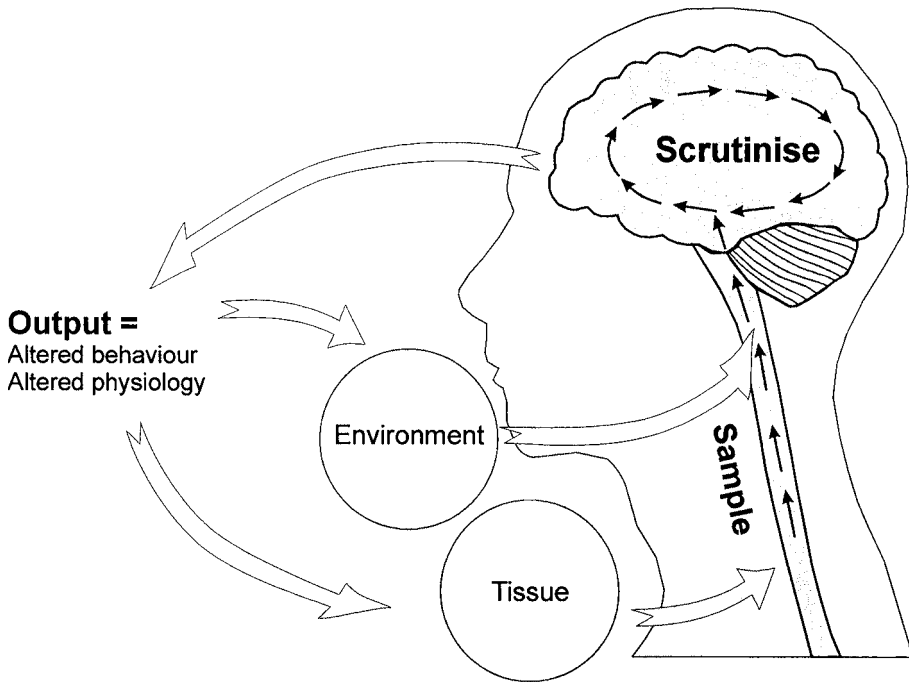 Scrutinise
Output =
Altered behaviour
Altered physiology
Environment
Sample
Tissue